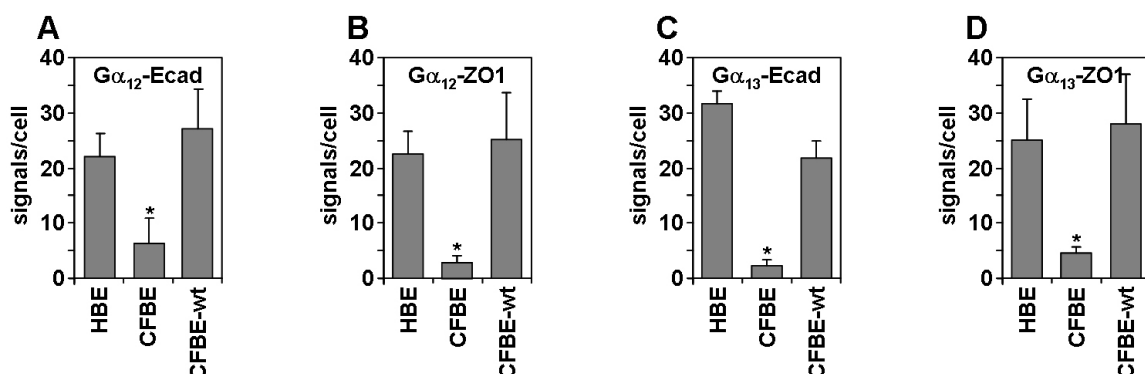 A
signals/cell
40
30
20
10
0
Gα₁₂-Ecad
*
HBE
CFBE
CFBE-wt
B
signals/cell
40
30
20
10
0
Gα₁₂-ZO1
*
HBE
CFBE
CFBE-wt
C
signals/cell
40
30
20
10
0
Gα₁₃-Ecad
*
HBE
CFBE
CFBE-wt
D
signals/cell
40
30
20
10
0
Gα₁₃-ZO1
*
HBE
CFBE
CFBE-wt